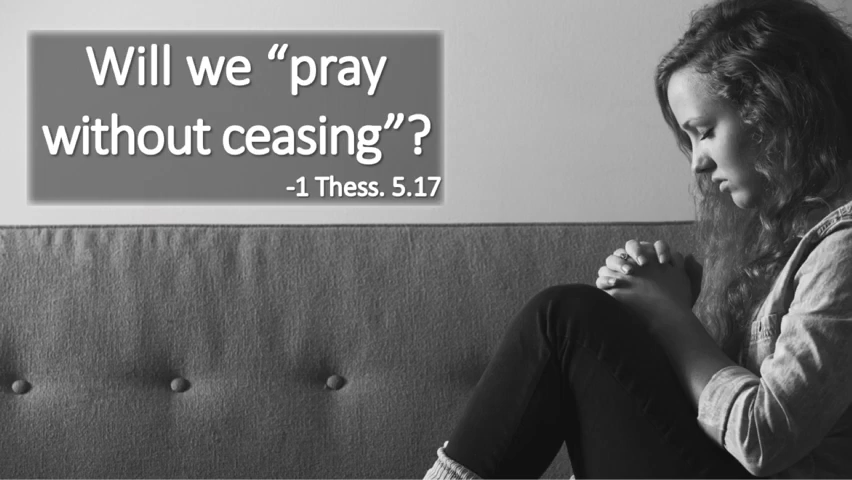 Will we “pray
without ceasing”?
-1 Thess. 5.17